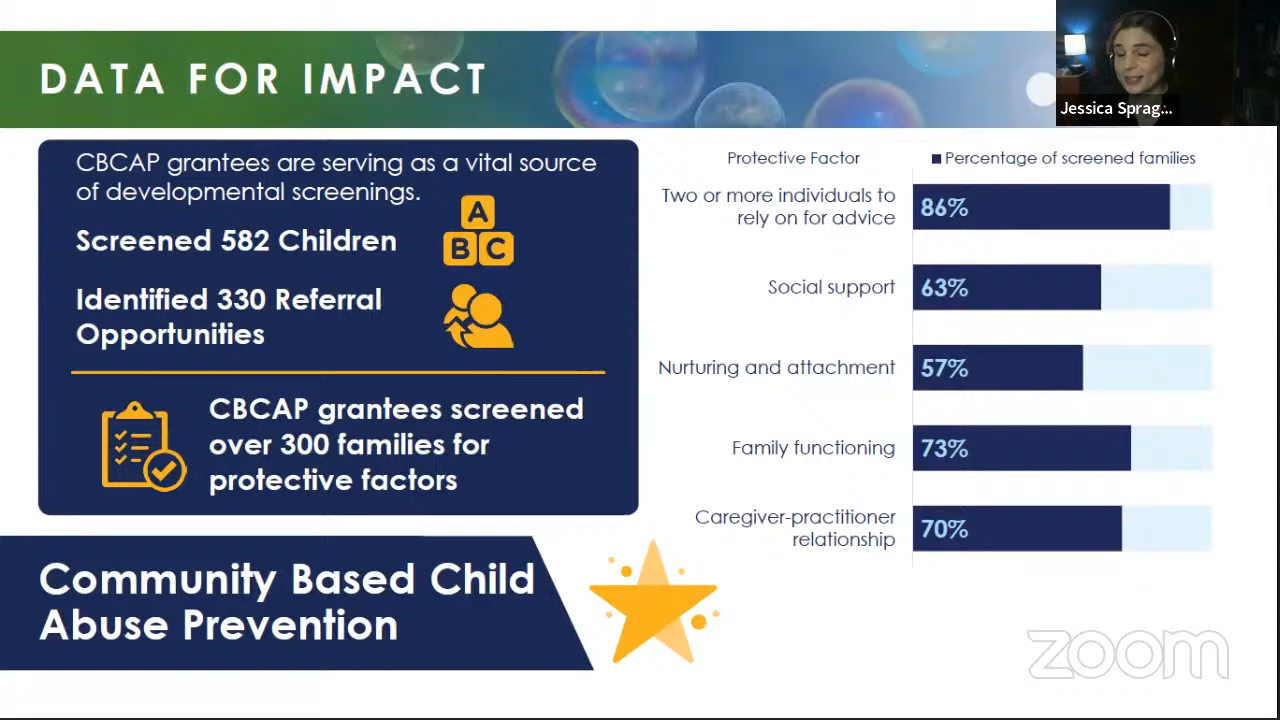 DATA FOR IMPACT
Jessica Sprag...
CBCAP grantees are serving as a vital source
of developmental screenings.
A
B C
Screened 582 Children
Identified 330 Referral
Opportunities
CBCAP grantees screened
over 300 families for
protective factors
Protective Factor
Percentage of screened families
Two or more individuals to
rely on for advice
86%
Social support
63%
Nurturing and attachment
57%
Family functioning
73%
Caregiver-practitioner
relationship
70%
Community Based Child
Abuse Prevention
zoom